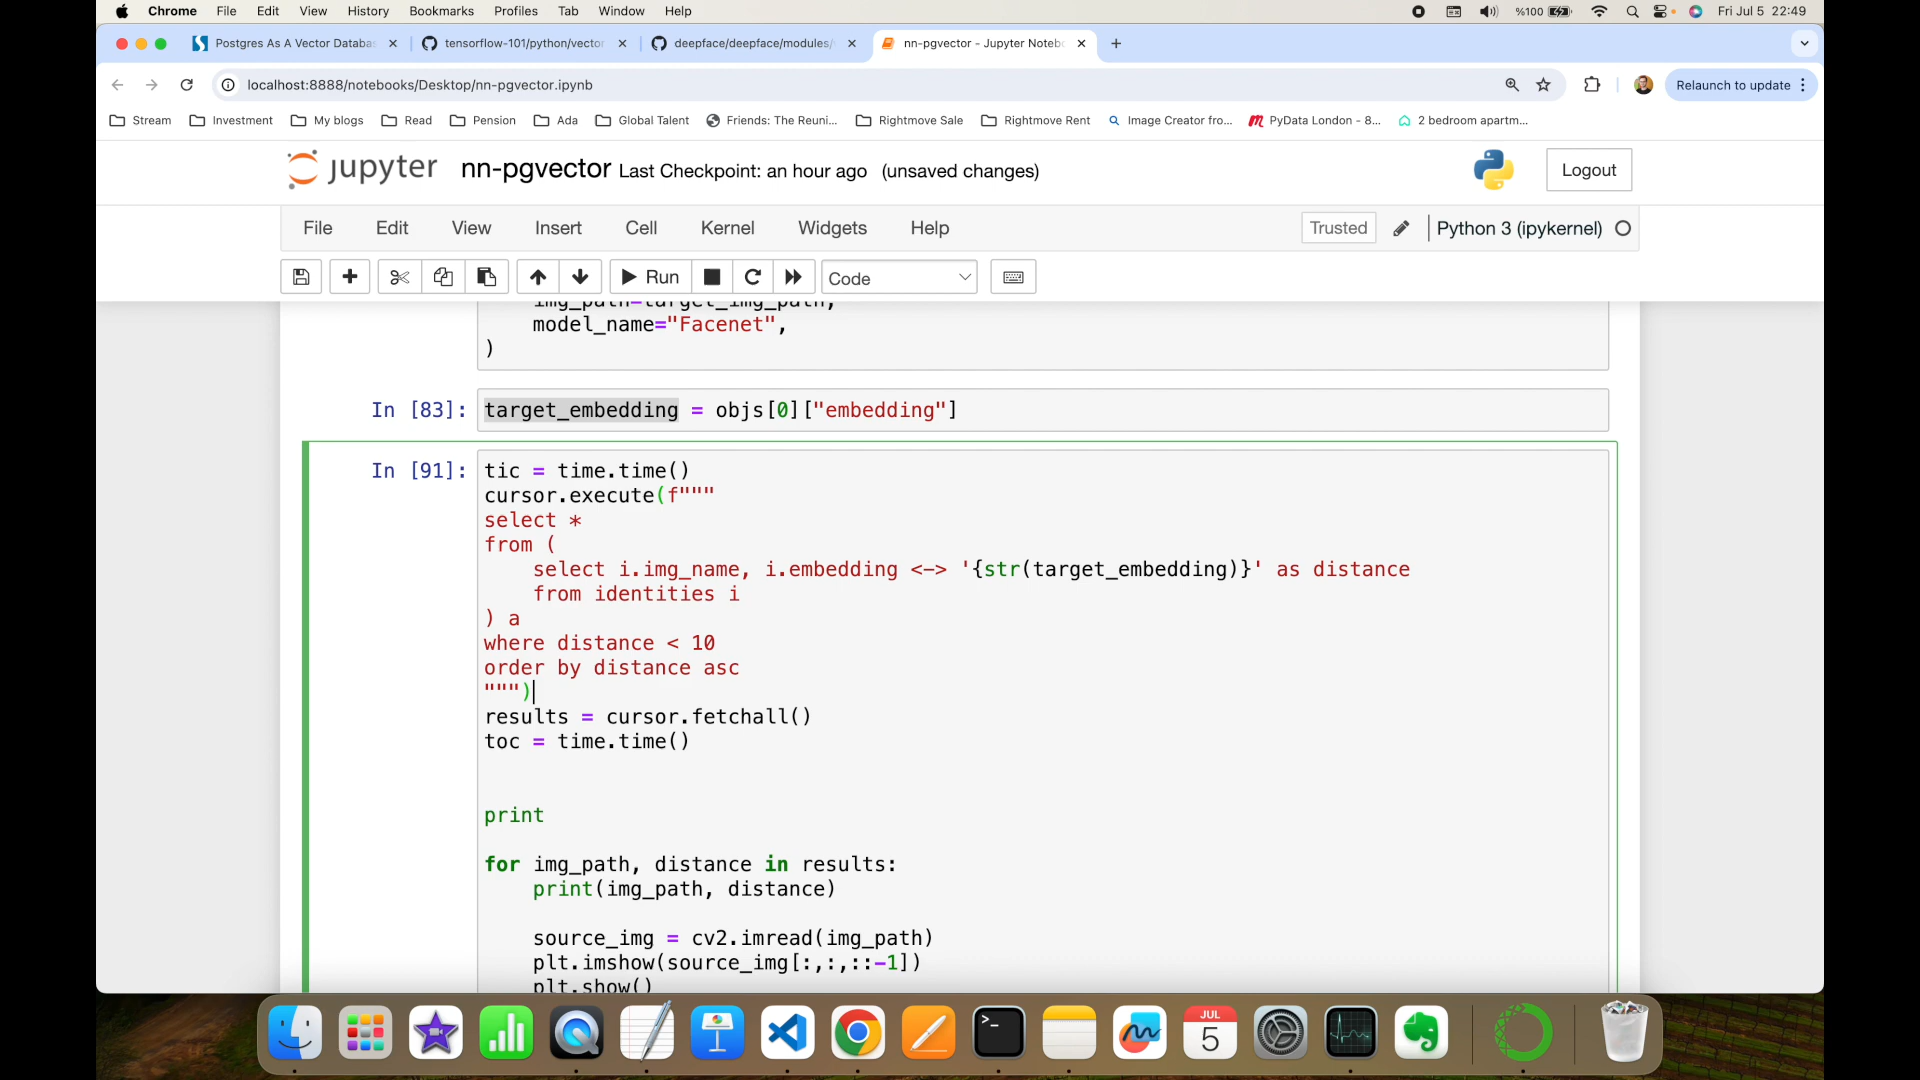 Chrome File Edit View History Bookmarks Profiles Tab Window Help %100 Fri Jul 5 22:49
Postgres As A Vector Databas tensorflow-101/python/vector deepface/deepface/modules/ nn-pgvector - Jupyter Notebo
localhost:8888/notebooks/Desktop/nn-pgvector.ipynb Relaunch to update
Stream Investment My blogs Read Pension Ada Global Talent Friends: The Reuni... Rightmove Sale Rightmove Rent Image Creator fro... PyData London - 8... 2 bedroom apartm...
jupyter nn-pgvector Last Checkpoint: an hour ago (unsaved changes) Logout
File Edit View Insert Cell Kernel Widgets Help Trusted Python 3 (ipykernel)
Run Code
img_path=target_img_path,
model_name="Facenet",
)
In [83]: target_embedding = objs[0]["embedding"]
In [91]: tic = time.time()
cursor.execute(f"""
select *
from (
select i.img_name, i.embedding <-> '{str(target_embedding)}' as distance
from identities i
) a
where distance < 10
order by distance asc
""")
results = cursor.fetchall()
toc = time.time()
print
for img_path, distance in results:
print(img_path, distance)
source_img = cv2.imread(img_path)
plt.imshow(source_img[:,:,::-1])
plt.show()
JUL
5